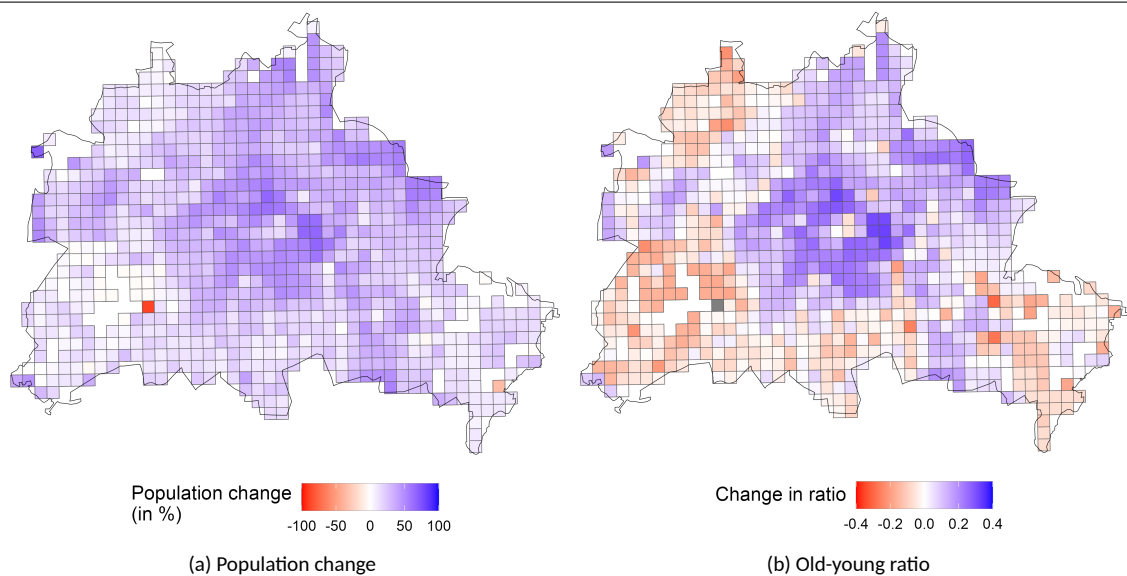 Population change
(in %)
-100 -50 0 50 100
(a) Population change
Change in ratio
-0.4 -0.2 0.0 0.2 0.4
(b) Old-young ratio